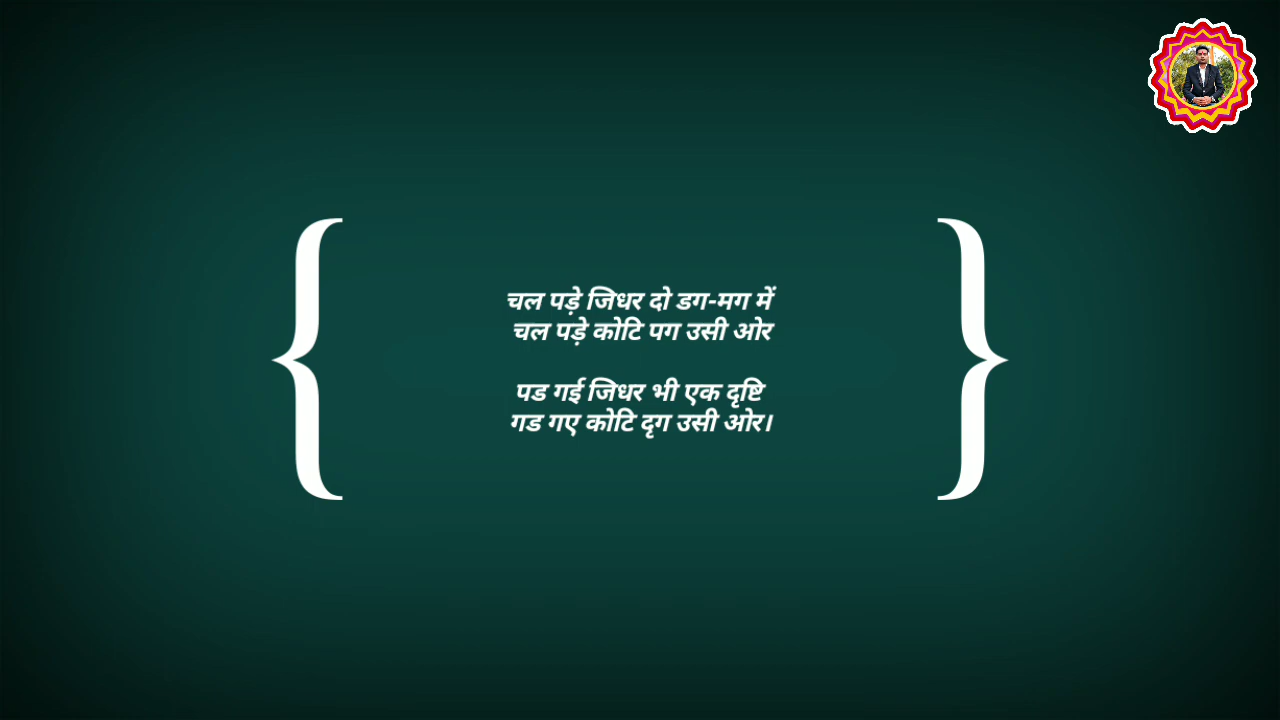 चल पड़े जिधर दो डग-मग में
चल पड़े कोटि पग उसी ओर
पड गई जिधर भी एक दृष्टि
गड गए कोटि दृग उसी ओर।